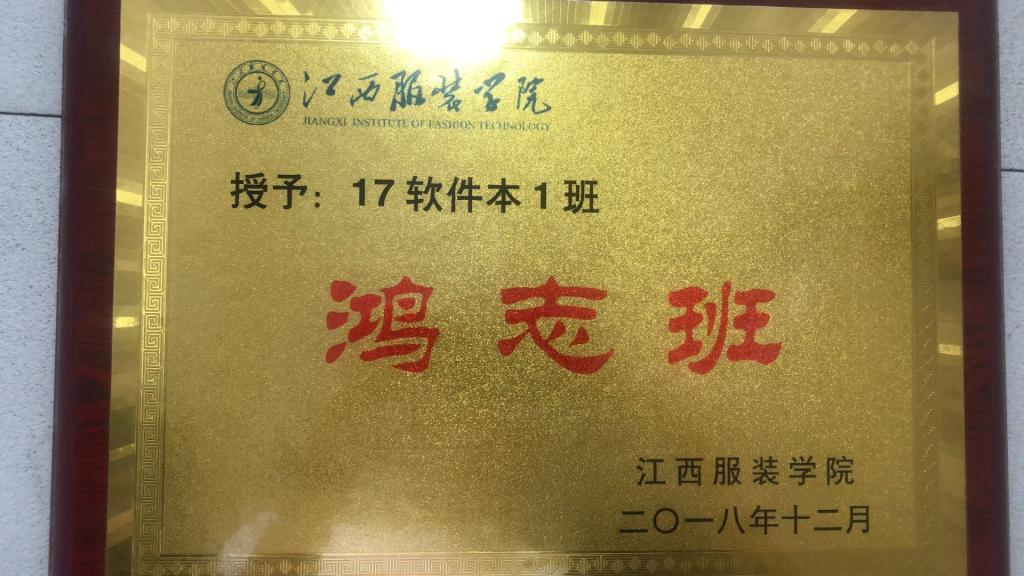 江西服装学院
JIANGXI INSTITUTE OF FASHION TECHNOLOGY
授予：17软件本1班
鸿志班
江西服装学院
二〇一八年十二月